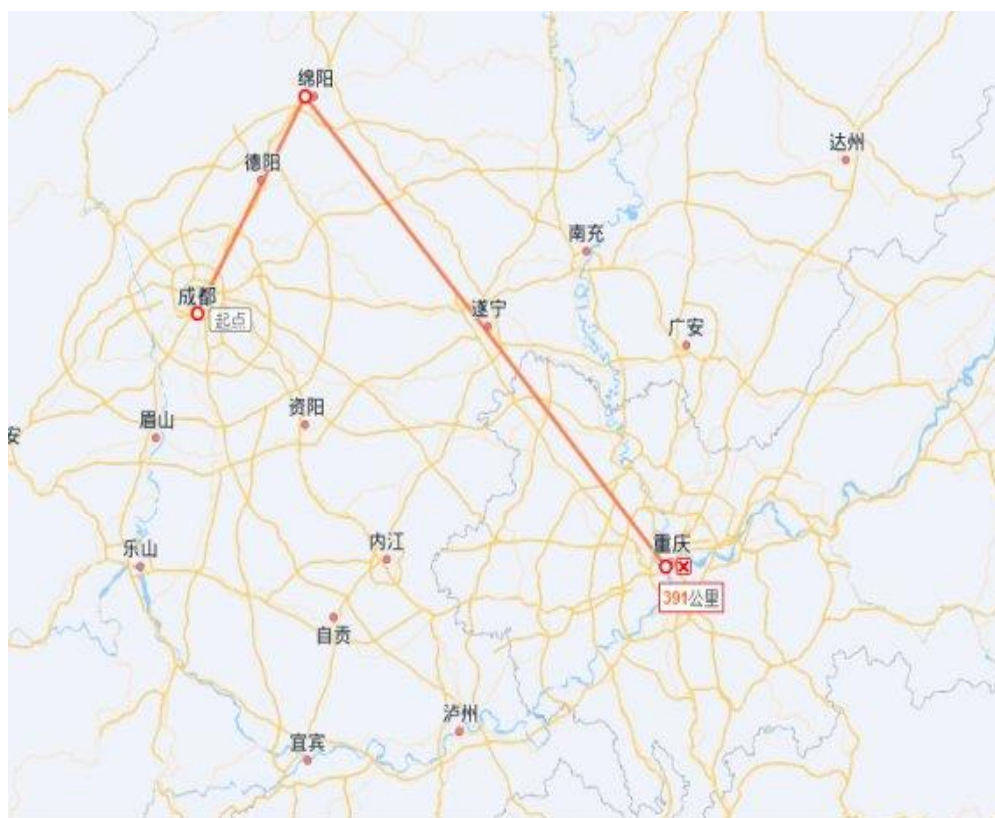 绵阳
达州
德阳
南充
成都
起点
遂宁
广安
资阳
眉山
安
重庆
内江
乐山
391公里
自贡
泸州
宜宾